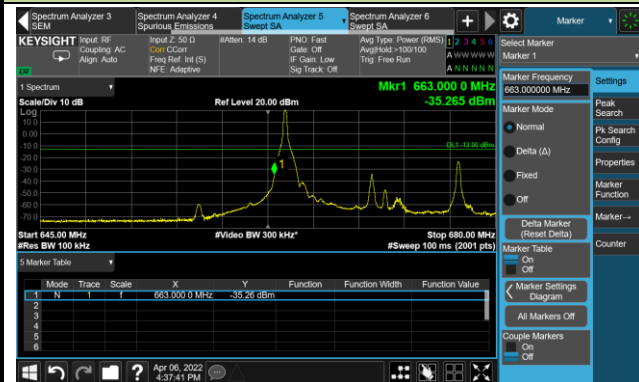 Spectrum Analyzer 3
SEM
Spectrum Analyzer 4
Spurious Emissions
Spectrum Analyzer 5
Swept SA
Spectrum Analyzer 6
Swept SA
+
Marker
KEYSIGHT
Input: RF
Coupling: AC
Align: Auto
Input Z: 50 Ω
Corr CCorr
Freq Ref: Int (S)
NFE: Adaptive
#Atten: 14 dB
PNO: Fast
Gate: Off
IF Gain: Low
Sig Track: Off
Avg Type: Power (RMS)
Avg|Hold:>100/100
Trig: Free Run
1 2 3 4 5 6
A W W W W W
A N N N N N
Select Marker
Marker 1
1 Spectrum
Scale/Div 10 dB
Log
Ref Level 20.00 dBm
Mkr1 663.000 0 MHz
-35.265 dBm
10.0
0.00
-10.0
-20.0
-30.0
-40.0
-50.0
-60.0
-70.0
DL1 -13.00 dBm
1
Start 645.00 MHz
#Res BW 100 kHz
#Video BW 300 kHz*
Stop 680.00 MHz
#Sweep 100 ms (2001 pts)
5 Marker Table
Mode Trace Scale X Y Function Function Width Function Value
1 N 1 f 663.000 0 MHz -35.26 dBm
2
3
4
5
6
Marker Frequency
663.000000 MHz
Marker Mode
Normal
Delta (Δ)
Fixed
Off
Delta Marker
(Reset Delta)
Marker Table
On
Off
Marker Settings
Diagram
All Markers Off
Couple Markers
On
Off
Settings
Peak
Search
Pk Search
Config
Properties
Marker
Function
Marker→
Counter
?
Apr 06, 2022
4:37:41 PM